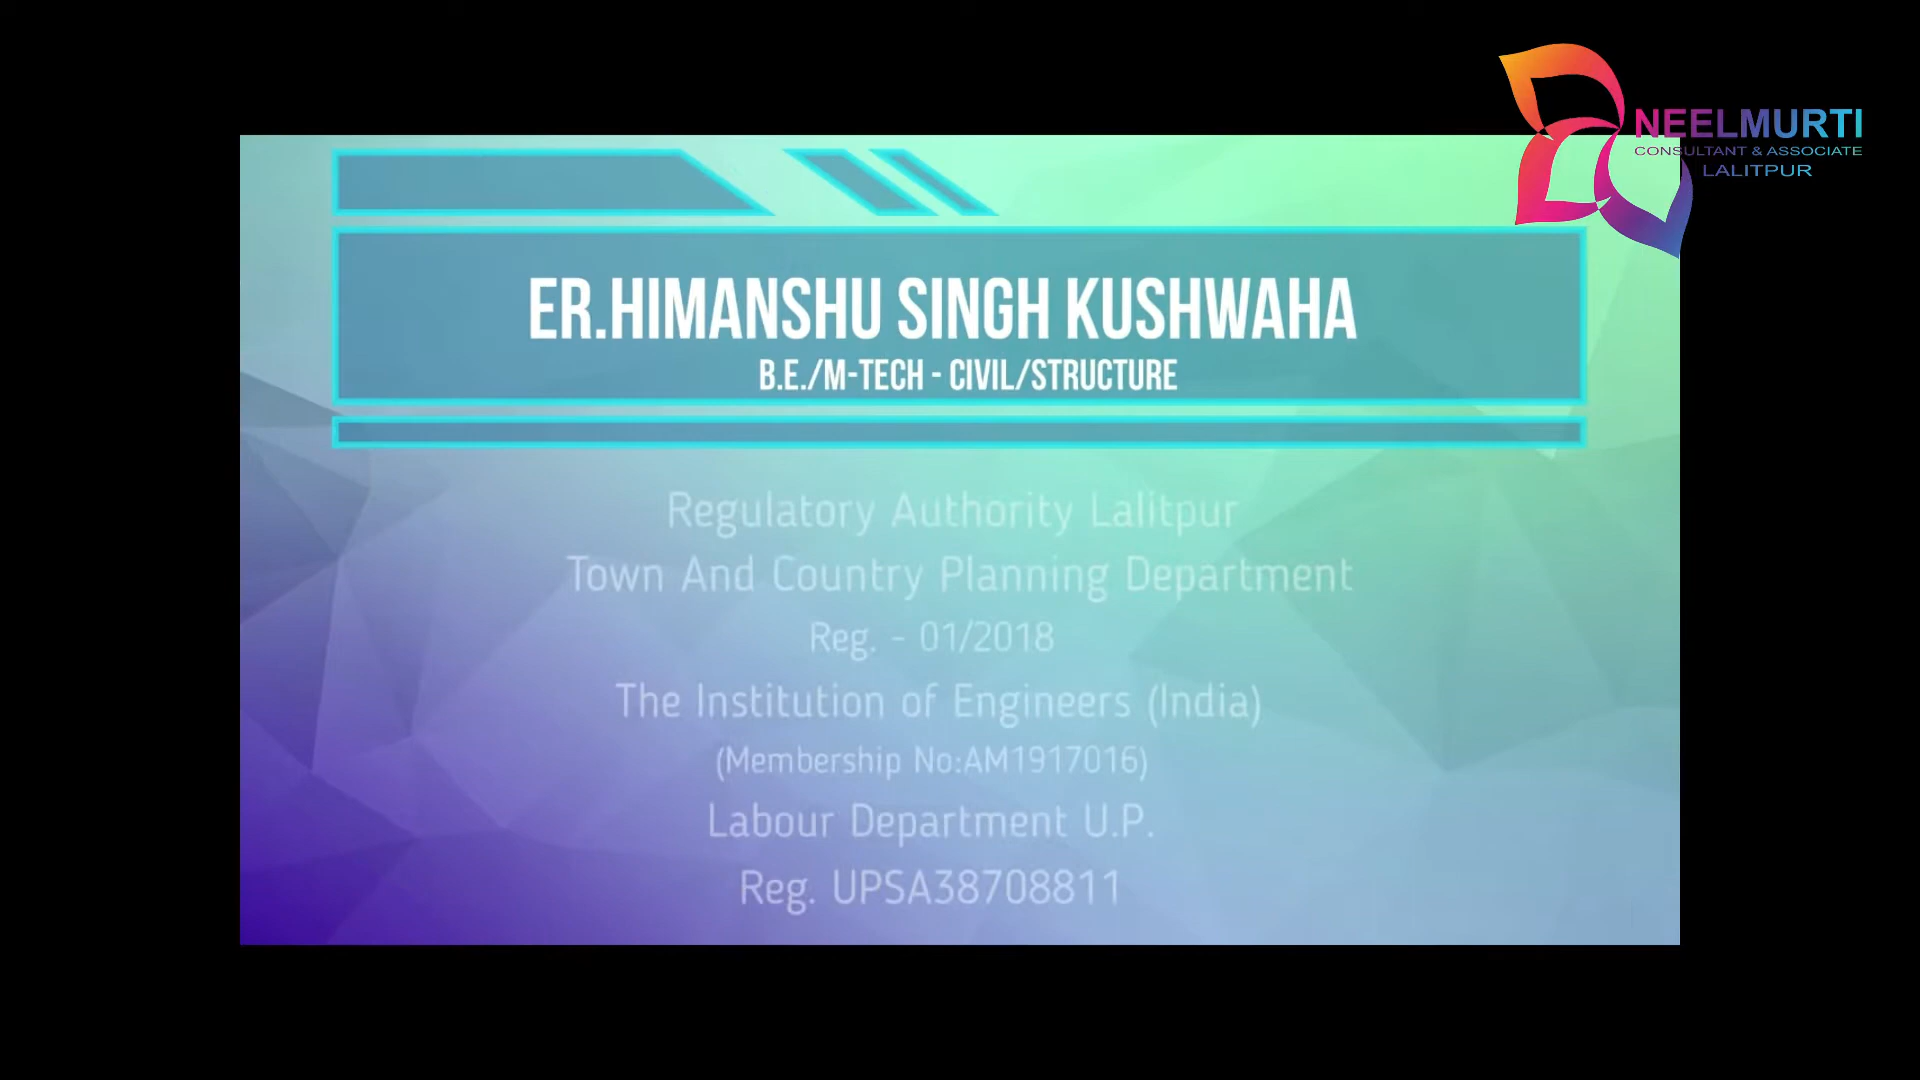 NEELMURTI
CONSULTANT & ASSOCIATE
LALITPUR
ER.HIMANSHU SINGH KUSHWAHA
B.E./M-TECH - CIVIL/STRUCTURE
Regulatory Authority Lalitpur
Town And Country Planning Department
Reg. - 01/2018
The Institution of Engineers (India)
(Membership No:AM1917016)
Labour Department U.P.
Reg. UPSA38708811